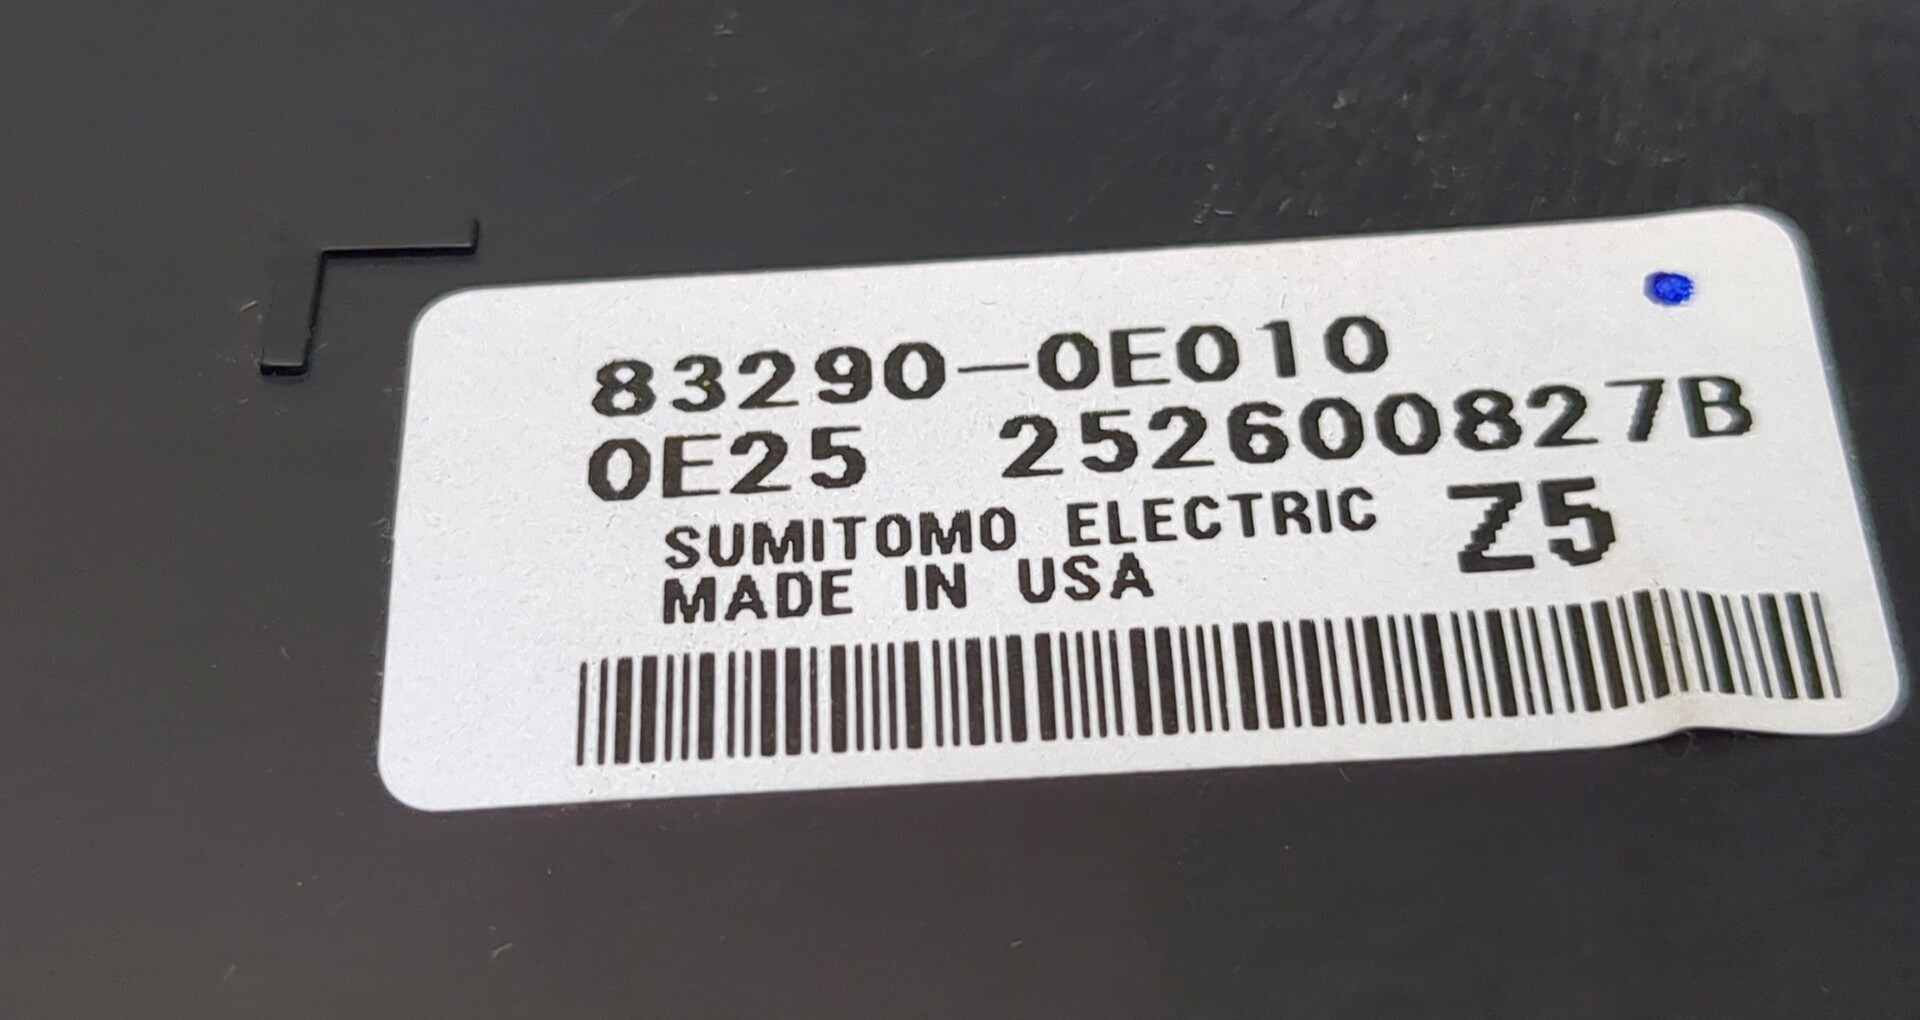 83290-0E010
0E25 252600827B
SUMITOMO ELECTRIC Z5
MADE IN USA